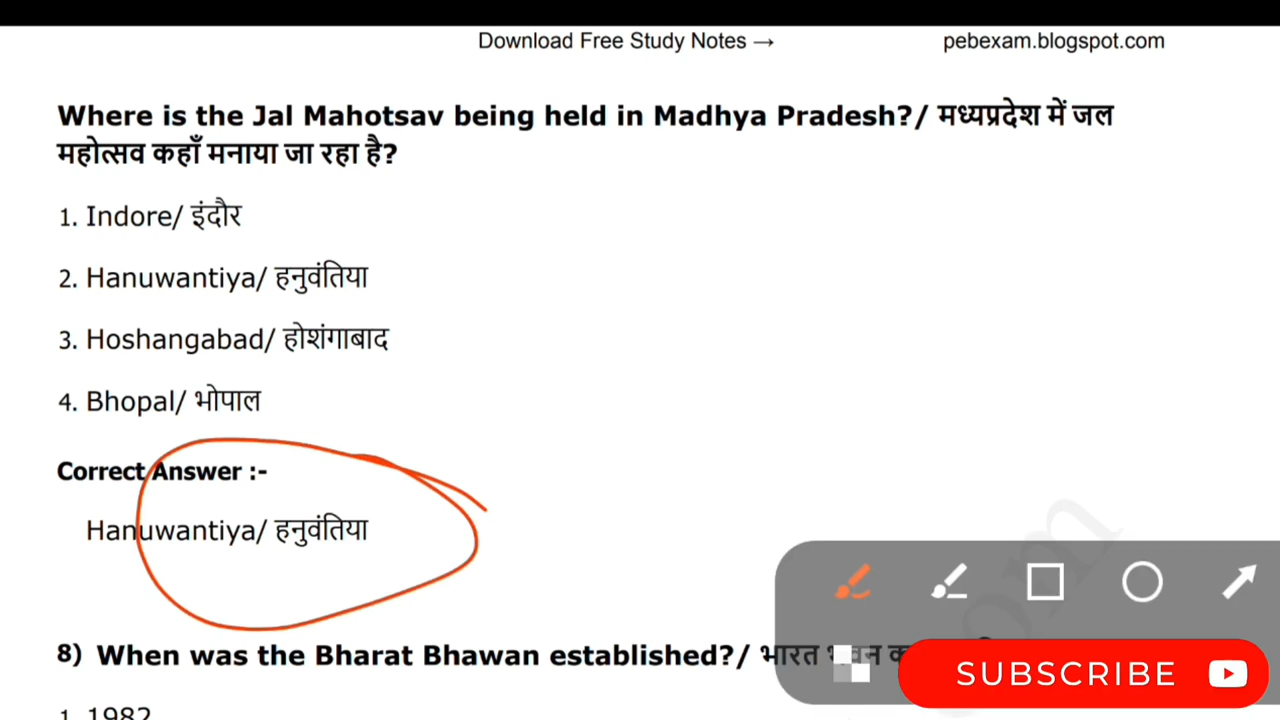 Download Free Study Notes → pebexam.blogspot.com
Where is the Jal Mahotsav being held in Madhya Pradesh?/ मध्यप्रदेश में जल
महोत्सव कहाँ मनाया जा रहा है?
1. Indore/ इंदौर
2. Hanuwantiya/ हनुवंतिया
3. Hoshangabad/ होशंगाबाद
4. Bhopal/ भोपाल
Correct Answer :-
Hanuwantiya/ हनुवंतिया
8) When was the Bharat Bhawan established?/ भारत
SUBSCRIBE
1. 1982